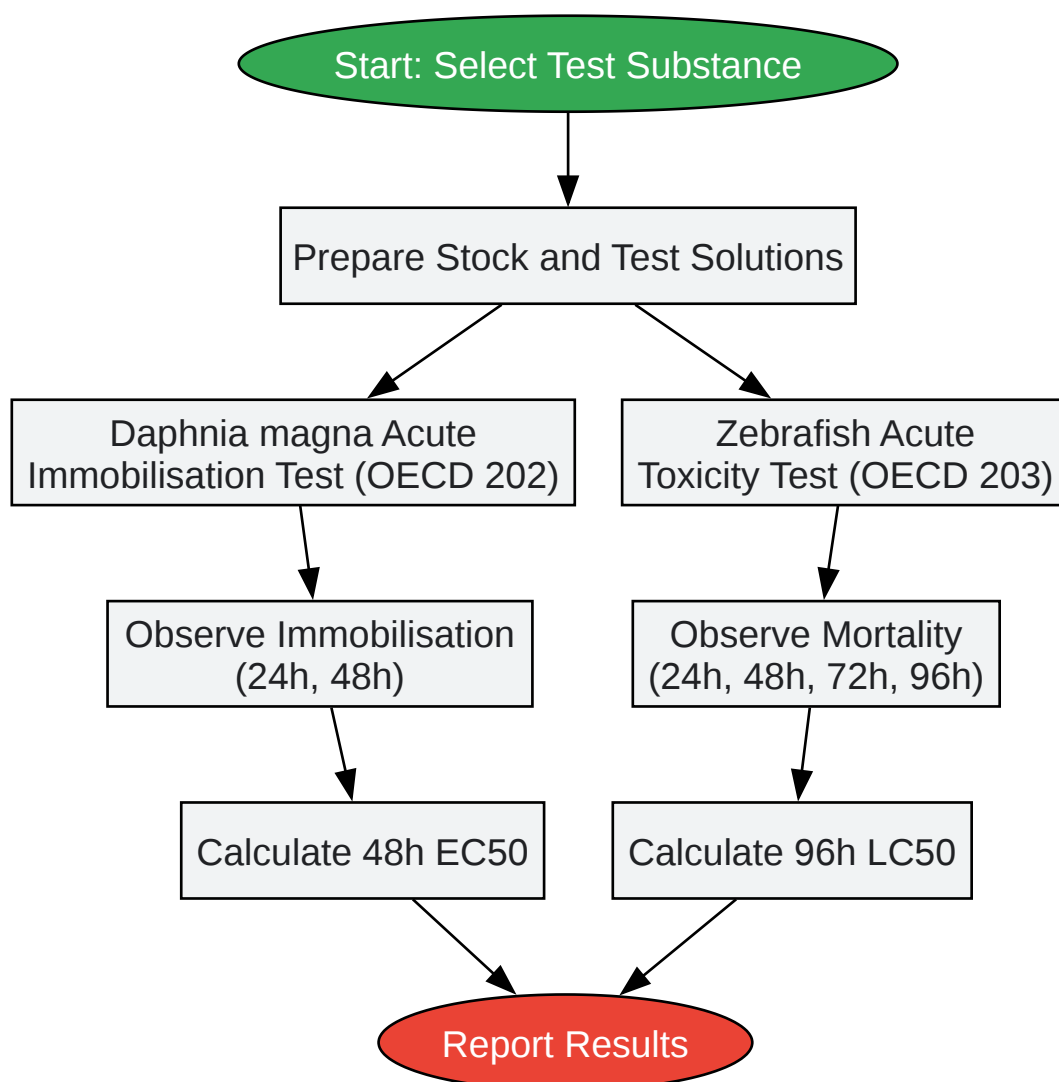 Start: Select Test Substance
Prepare Stock and Test Solutions
Daphnia magna Acute
Immobilisation Test (OECD 202)
Zebrafish Acute
Toxicity Test (OECD 203)
Observe Immobilisation
(24h, 48h)
Observe Mortality
(24h, 48h, 72h, 96h)
Calculate 48h EC50
Calculate 96h LC50
Report Results